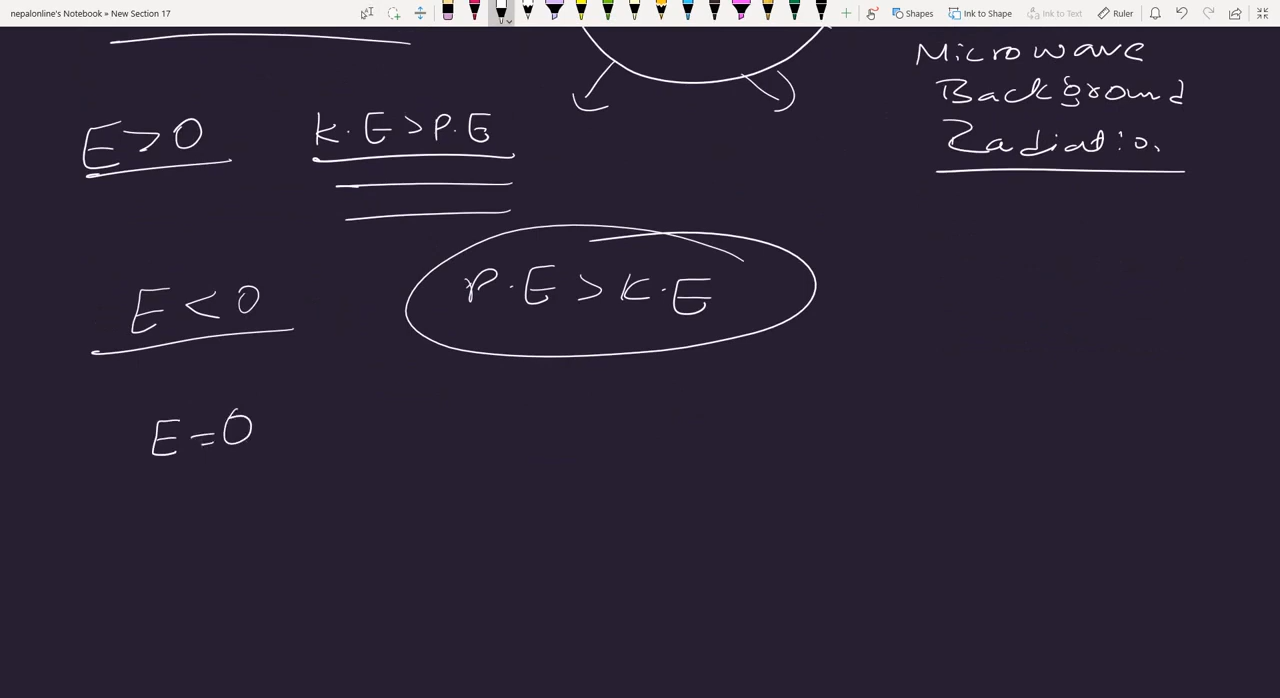 nepalonline's Notebook » New Section 17
Shapes Ink to Shape Ink to Text Ruler
Microwave
Background
Radiatio.
E>0 K.E>P.E
E<0 P.E>K.E
E=0